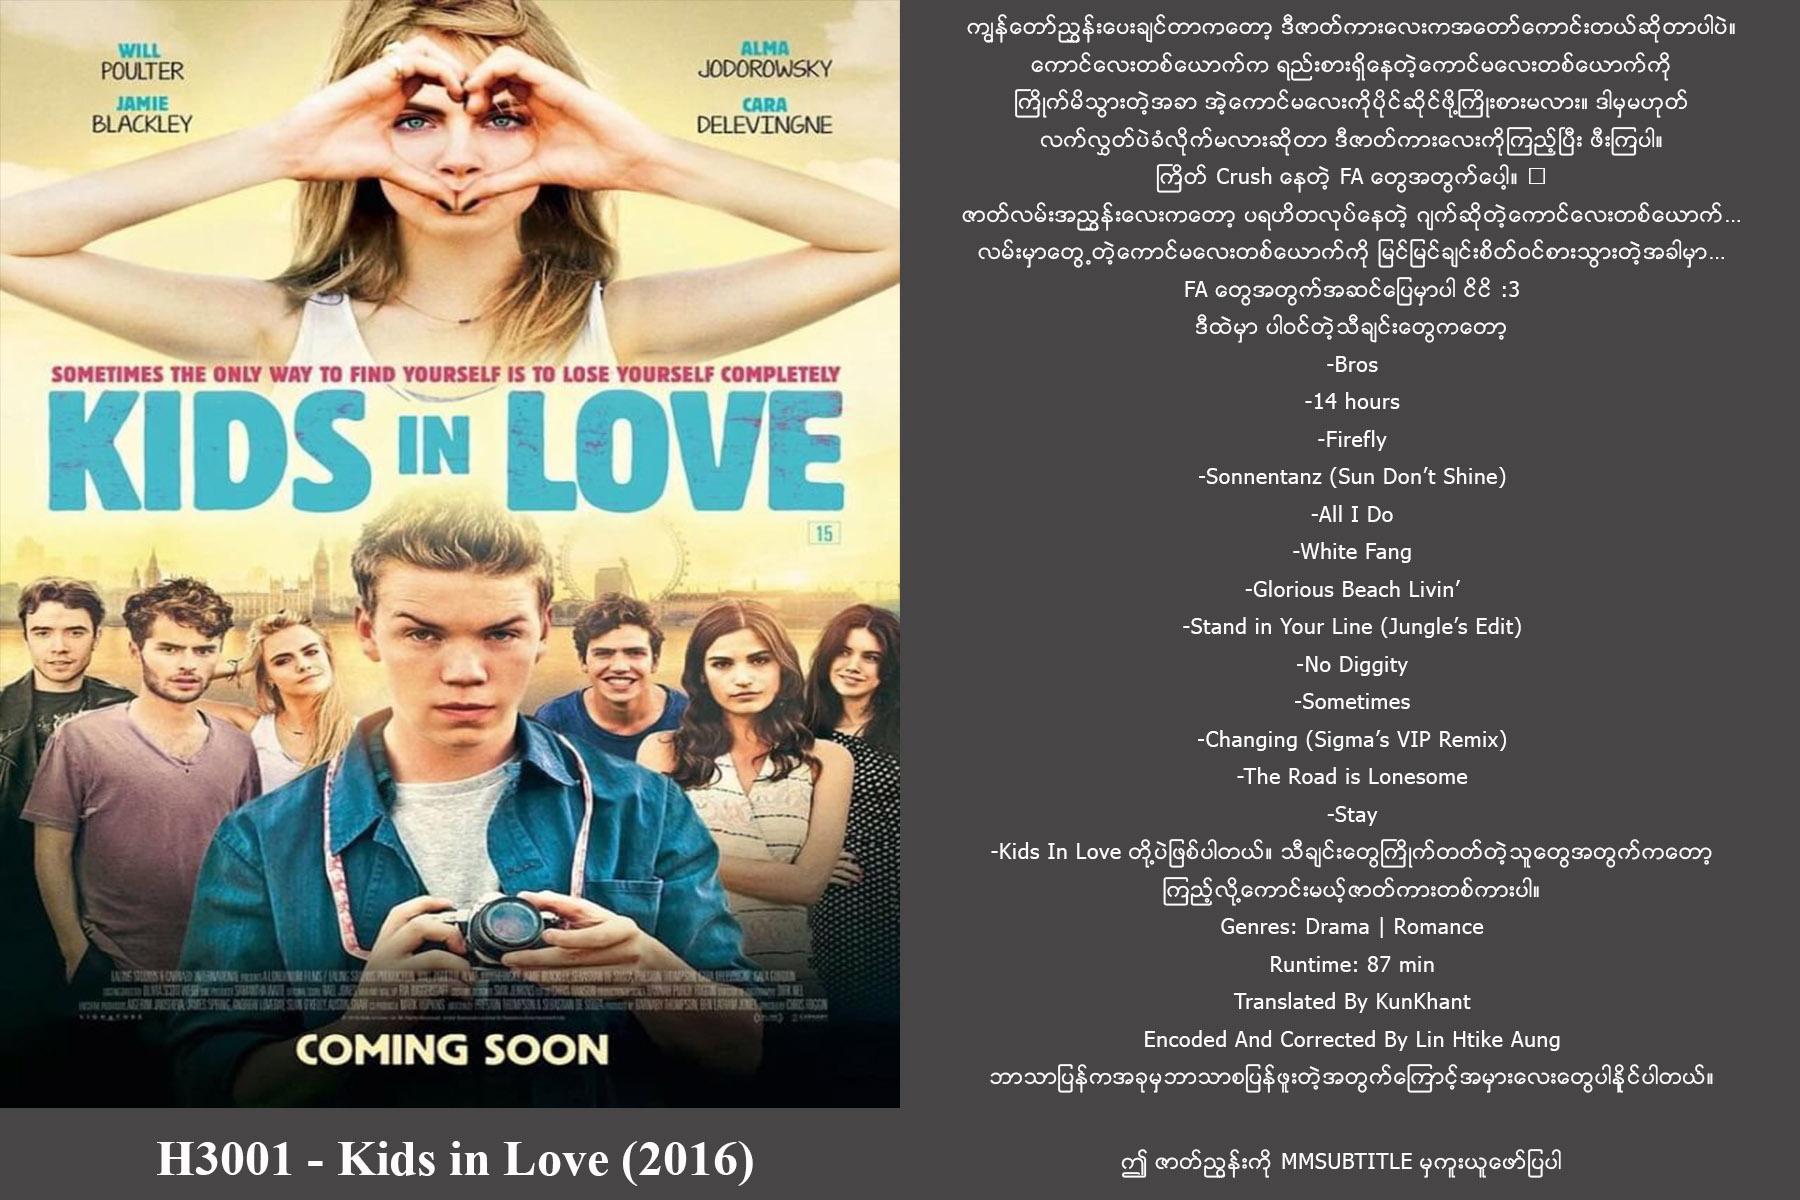 WILL
POULTER
JAMIE
BLACKLEY
ALMA
JODOROWSKY
CARA
DELEVINGNE
SOMETIMES THE ONLY WAY TO FIND YOURSELF IS TO LOSE YOURSELF COMPLETELY
KIDS IN LOVE
15
COMING SOON
H3001 - Kids in Love (2016)
ကျွန်တော်ညွှန်းပေးချင်တာကတော့ ဒီဇာတ်ကားလေးကအတော်ကောင်းတယ်ဆိုတာပါပဲ။
ကောင်လေးတစ်ယောက်က ရည်းစားရှိနေတဲ့ကောင်မလေးတစ်ယောက်ကို
ကြိုက်မိသွားတဲ့အခာ အဲ့ကောင်မလေးကိုပိုင်ဆိုင်ဖို့ကြိုးစားမလား။ ဒါမှမဟုတ်
လက်လွှတ်ပဲခံလိုက်မလားဆိုတာ ဒီဇာတ်ကားလေးကိုကြည့်ပြီး ဖီးကြပါ။
ကြိတ် Crush နေတဲ့ FA တွေအတွက်ပေါ့။ □
ဇာတ်လမ်းအညွှန်းလေးကတော့ ပရဟိတလုပ်နေတဲ့ ဂျက်ဆိုတဲ့ကောင်လေးတစ်ယောက်...
လမ်းမှာတွေ့တဲ့ကောင်မလေးတစ်ယောက်ကို မြင်မြင်ချင်းစိတ်ဝင်စားသွားတဲ့အခါမှာ...
FA တွေအတွက်အဆင်ပြေမှာပါ ငိငိ :3
ဒီထဲမှာ ပါဝင်တဲ့သီချင်းတွေကတော့
-Bros
-14 hours
-Firefly
-Sonnentanz (Sun Don’t Shine)
-All I Do
-White Fang
-Glorious Beach Livin’
-Stand in Your Line (Jungle’s Edit)
-No Diggity
-Sometimes
-Changing (Sigma’s VIP Remix)
-The Road is Lonesome
-Stay
-Kids In Love တို့ပဲဖြစ်ပါတယ်။ သီချင်းတွေကြိုက်တတ်တဲ့သူတွေအတွက်ကတော့
ကြည့်လို့ကောင်းမယ့်ဇာတ်ကားတစ်ကားပါ။
Genres: Drama | Romance
Runtime: 87 min
Translated By KunKhant
Encoded And Corrected By Lin Htike Aung
ဘာသာပြန်ကအခုမှဘာသာစပြန်ဖူးတဲ့အတွက်ကြောင့်အမှားလေးတွေပါနိူင်ပါတယ်။
ဤ ဇာတ်ညွှန်းကို MMSUBTITLE မှကူးယူဖော်ပြပါ